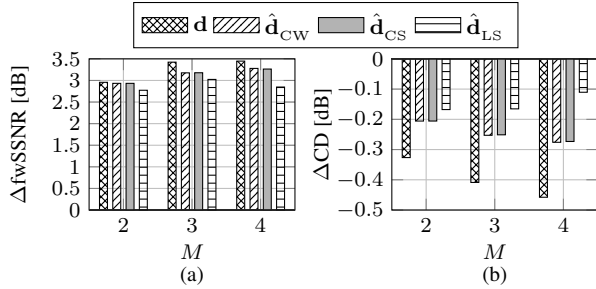 d d̂CW d̂CS d̂LS
ΔfwSSNR [dB]
3.5
3
2.5
2
1.5
1
0.5
0
2 3 4
M
(a)
ΔCD [dB]
0
−0.1
−0.2
−0.3
−0.4
−0.5
2 3 4
M
(b)